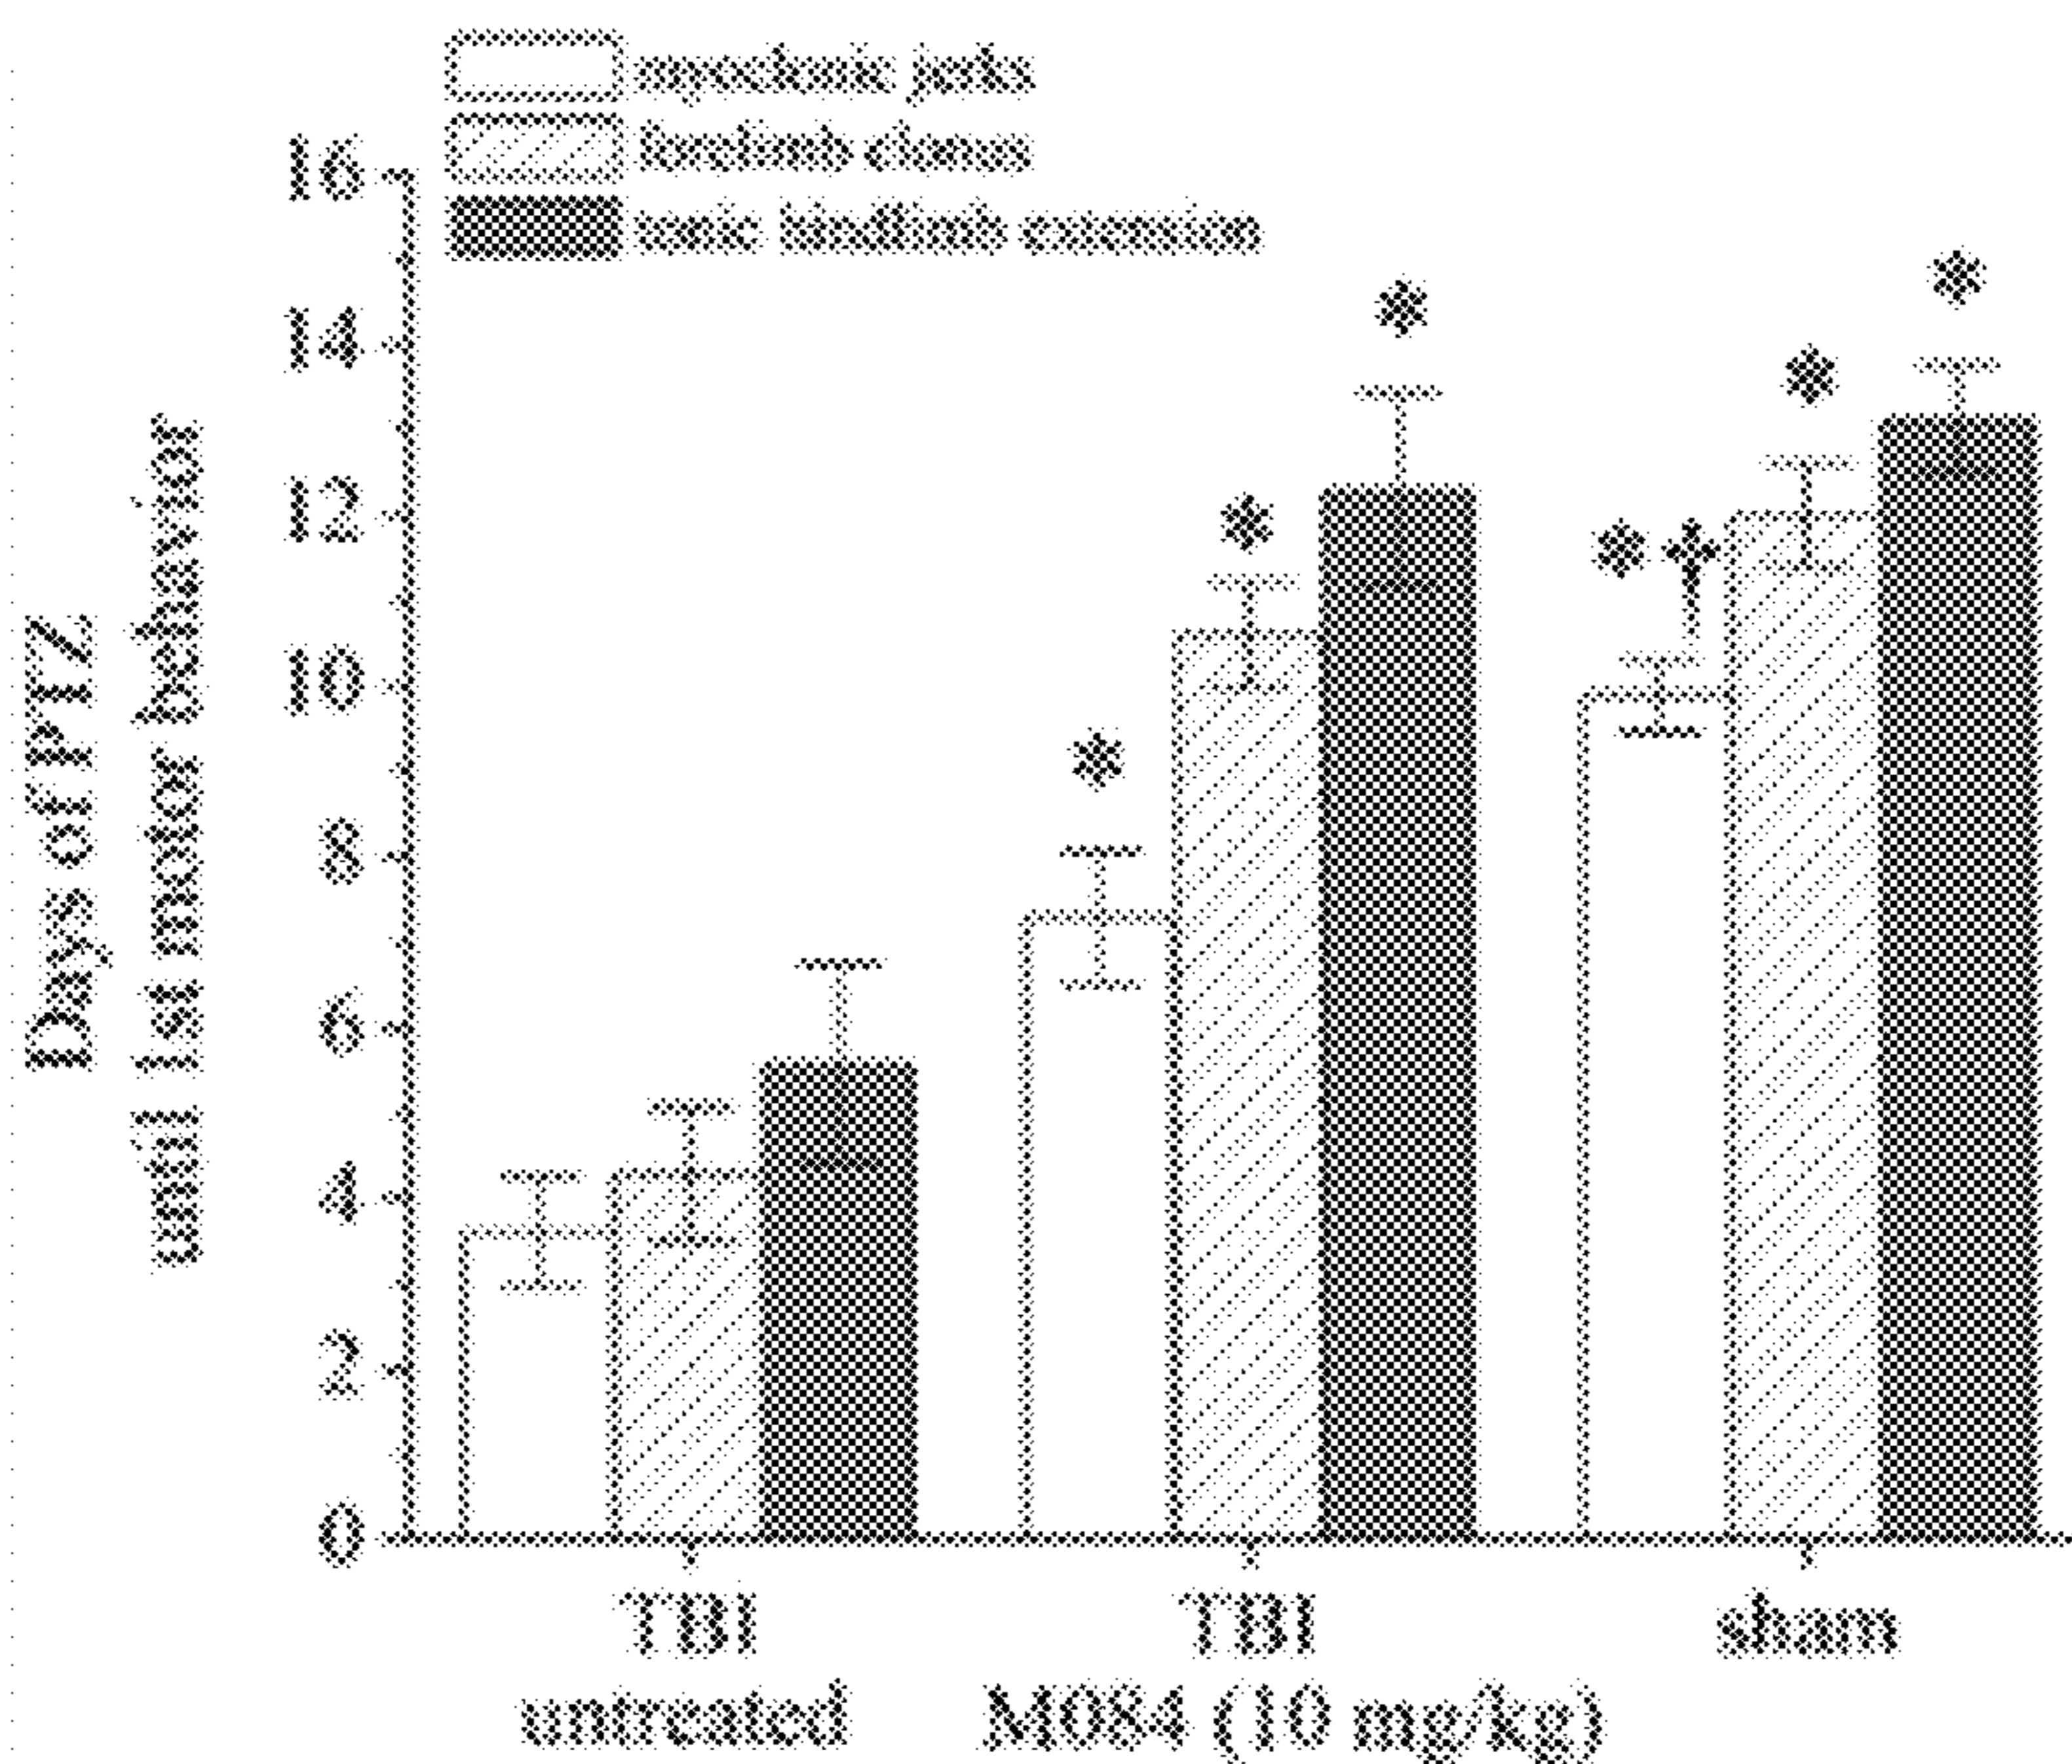 myoclonic jerks
forelimb clonus
tonic hindlimb extension
16
14
12
10
8
6
4
2
0
Days of PTZ
until 1st motor behavior
*
*
*
*†
*
*
TBI
untreated
TBI
M084 (10 mg/kg)
sham